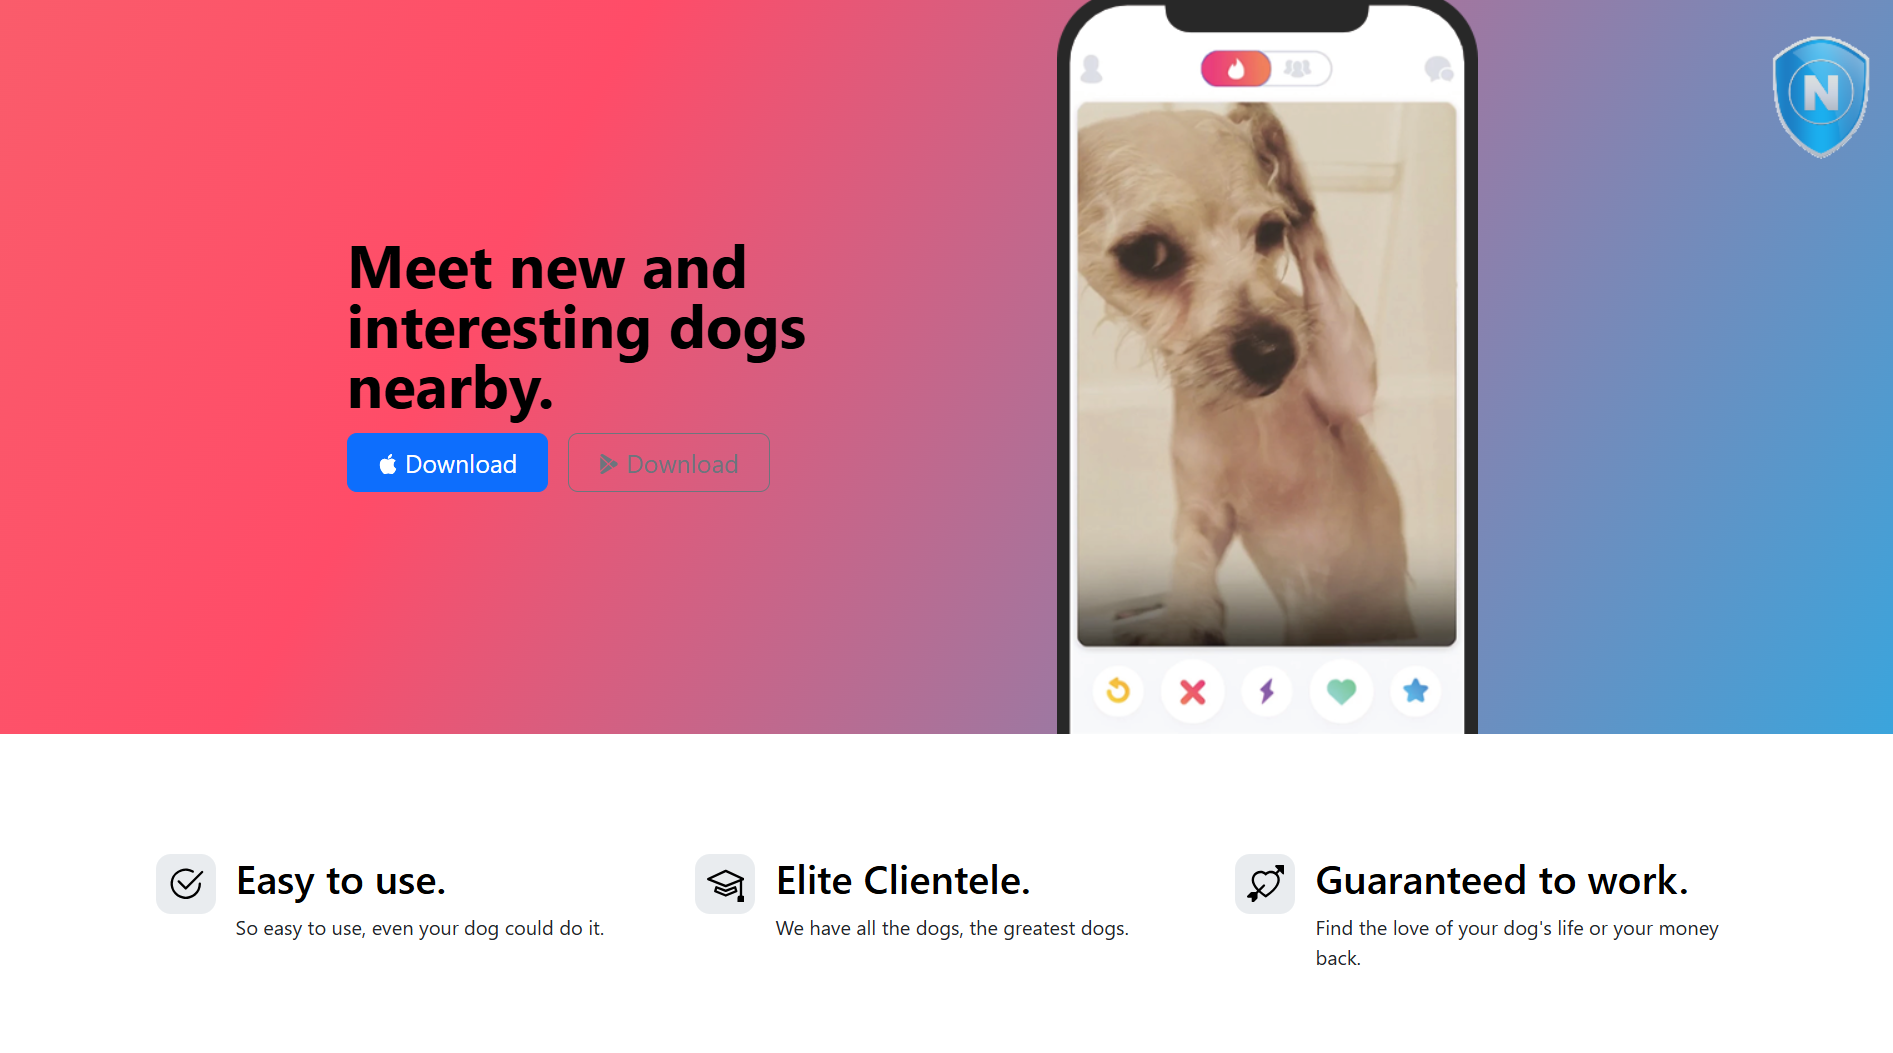 N
Meet new and
interesting dogs
nearby.
Download
Download
Easy to use.
So easy to use, even your dog could do it.
Elite Clientele.
We have all the dogs, the greatest dogs.
Guaranteed to work.
Find the love of your dog's life or your money
back.